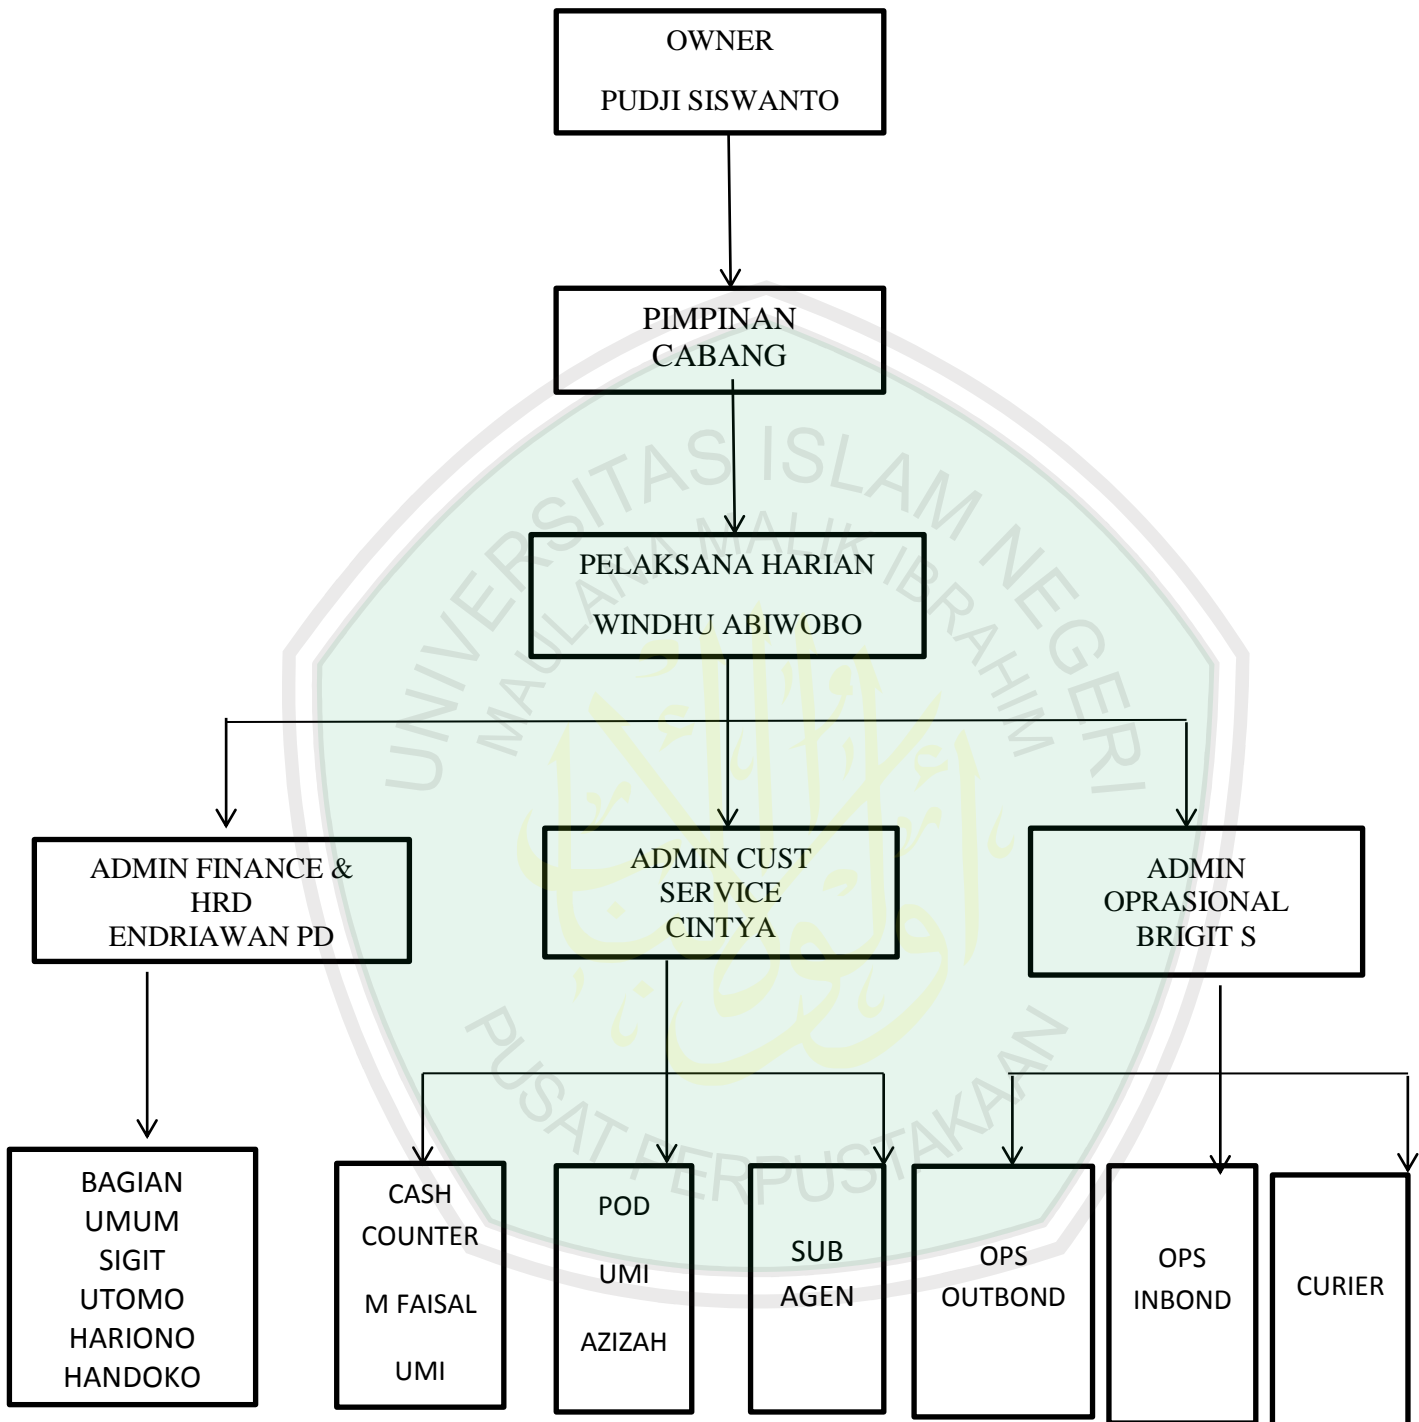 OWNER
PUDJI SISWANTO
PIMPINAN
CABANG
PELAKSANA HARIAN
WINDHU ABIWOBO
ADMIN FINANCE &
HRD
ENDRIAWAN PD
ADMIN CUST
SERVICE
CINTYA
ADMIN
OPRASIONAL
BRIGIT S
BAGIAN
UMUM
SIGIT
UTOMO
HARIONO
HANDOKO
CASH
COUNTER
M FAISAL
UMI
POD
UMI
AZIZAH
SUB
AGEN
OPS
OUTBOND
OPS
INBOND
CURIER
UNIVERSITAS ISLAM NEGERI
MAULANA MALIK IBRAHIM
PUSAT PERPUSTAKAAN